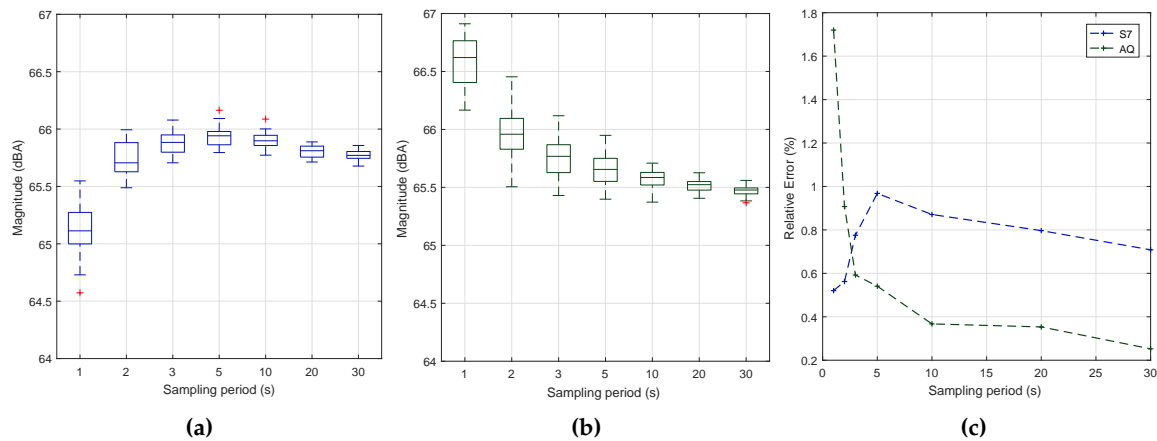 67
66.5
66
65.5
65
64.5
64
Magnitude (dBA)
1 2 3 5 10 20 30
Sampling period (s)
(a)
67
66.5
66
65.5
65
64.5
64
Magnitude (dBA)
1 2 3 5 10 20 30
Sampling period (s)
(b)
1.8
1.6
1.4
1.2
1
0.8
0.6
0.4
0.2
Relative Error (%)
S7
AQ
0 5 10 15 20 25 30
Sampling period (s)
(c)